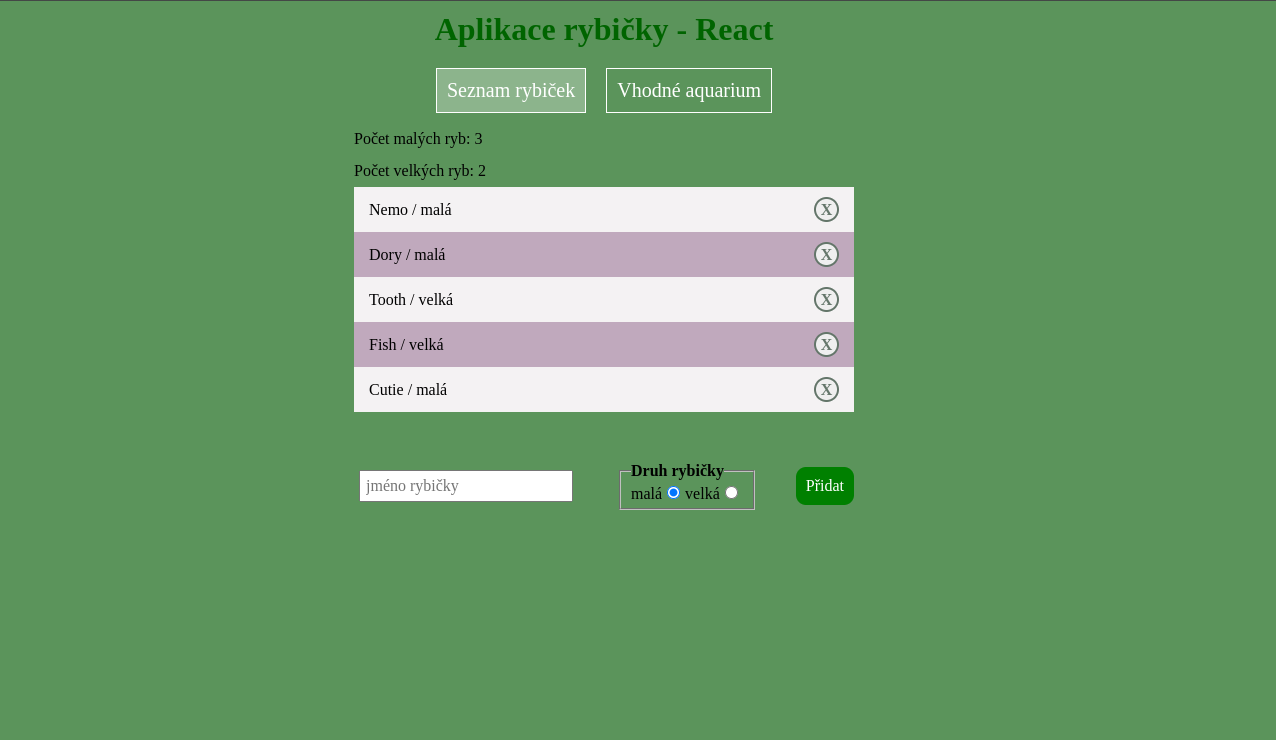 Aplikace rybičky - React
Seznam rybiček Vhodné aquarium
Počet malých ryb: 3
Počet velkých ryb: 2
Nemo / malá X
Dory / malá X
Tooth / velká X
Fish / velká X
Cutie / malá X
Druh rybičky
jméno rybičky malá velká Přidat